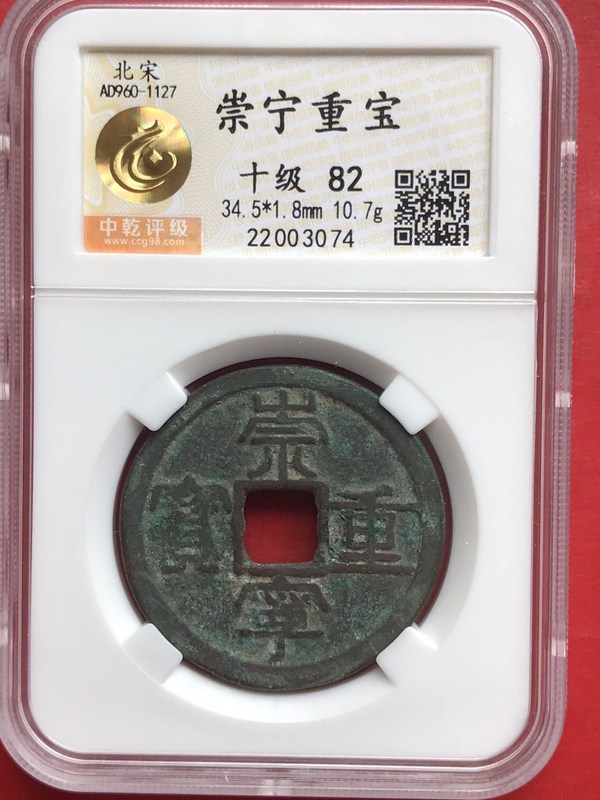 北宋
AD960-1127
崇宁重宝
十级 82
34.5*1.8mm 10.7g
22003074
中乾评级
www.ccg98.com
崇
寧
重
寳